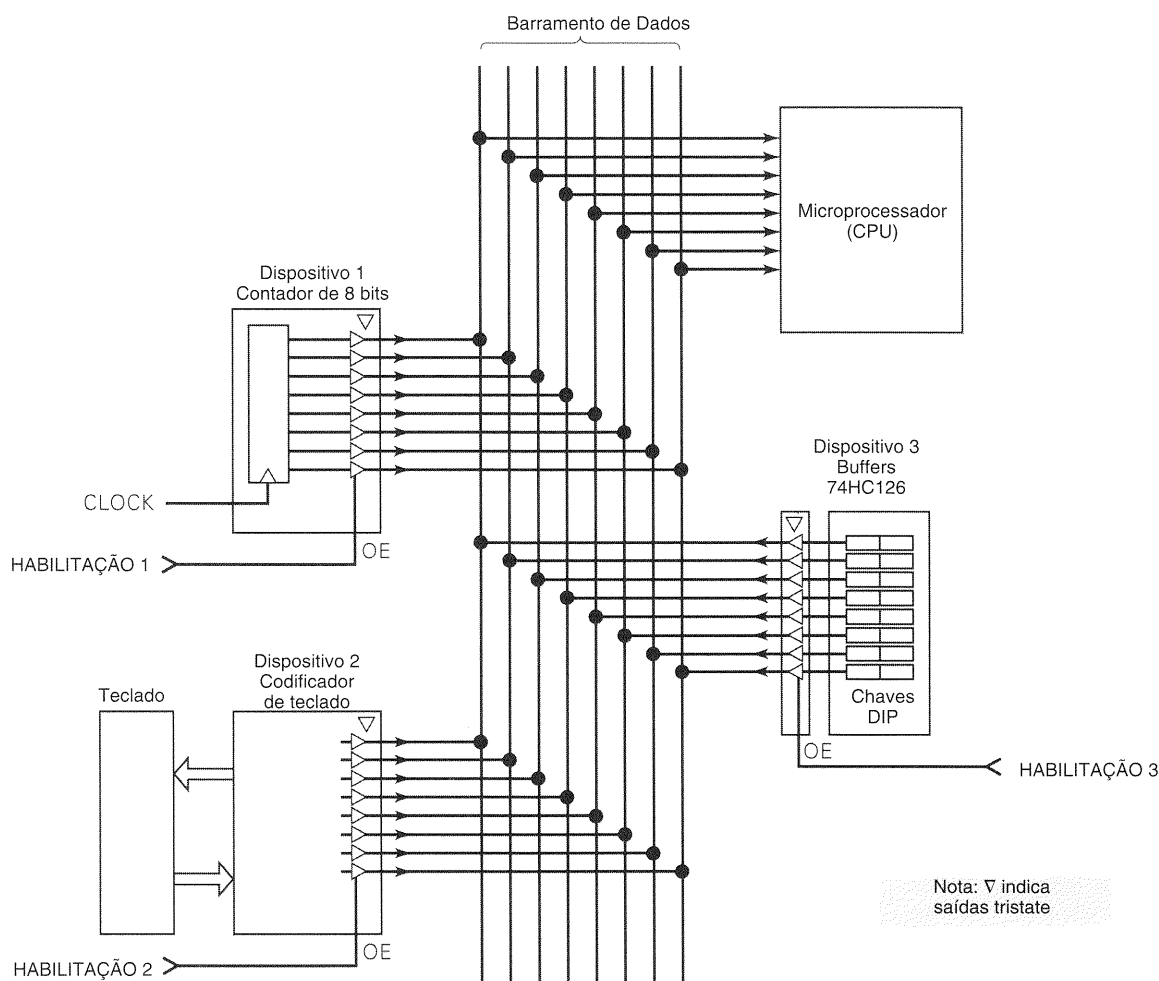 Barramento de Dados
Microprocessador
(CPU)
Dispositivo 1
Contador de 8 bits
CLOCK
OE
HABILITAÇÃO 1
Dispositivo 3
Buffers
74HC126
Chaves
DIP
OE
HABILITAÇÃO 3
Dispositivo 2
Codificador
de teclado
Teclado
OE
HABILITAÇÃO 2
Nota: ∇ indica
saídas tristate